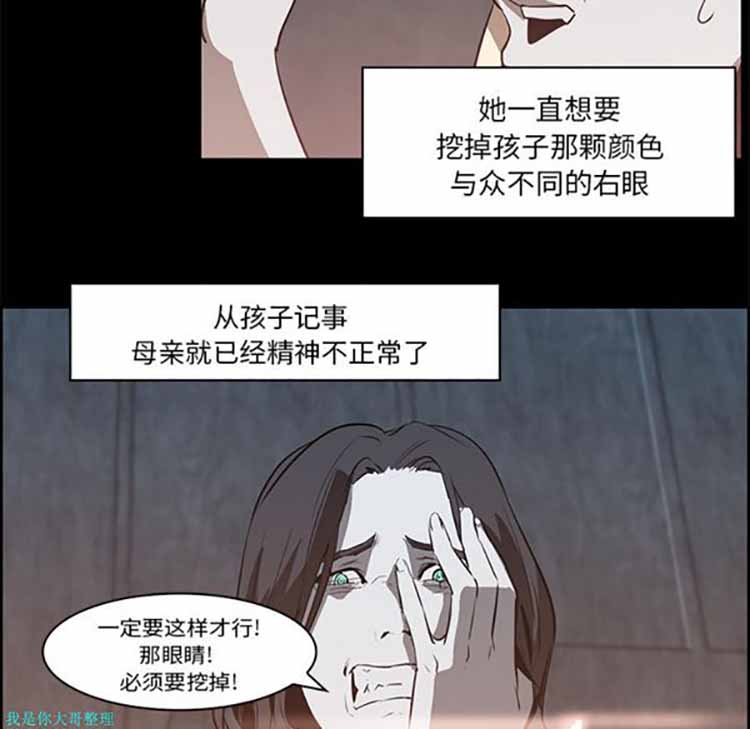 她一直想要
挖掉孩子那颗颜色
与众不同的右眼
从孩子记事
母亲就已经精神不正常了
一定要这样才行!
那眼睛!
必须要挖掉!
我是你大哥整理